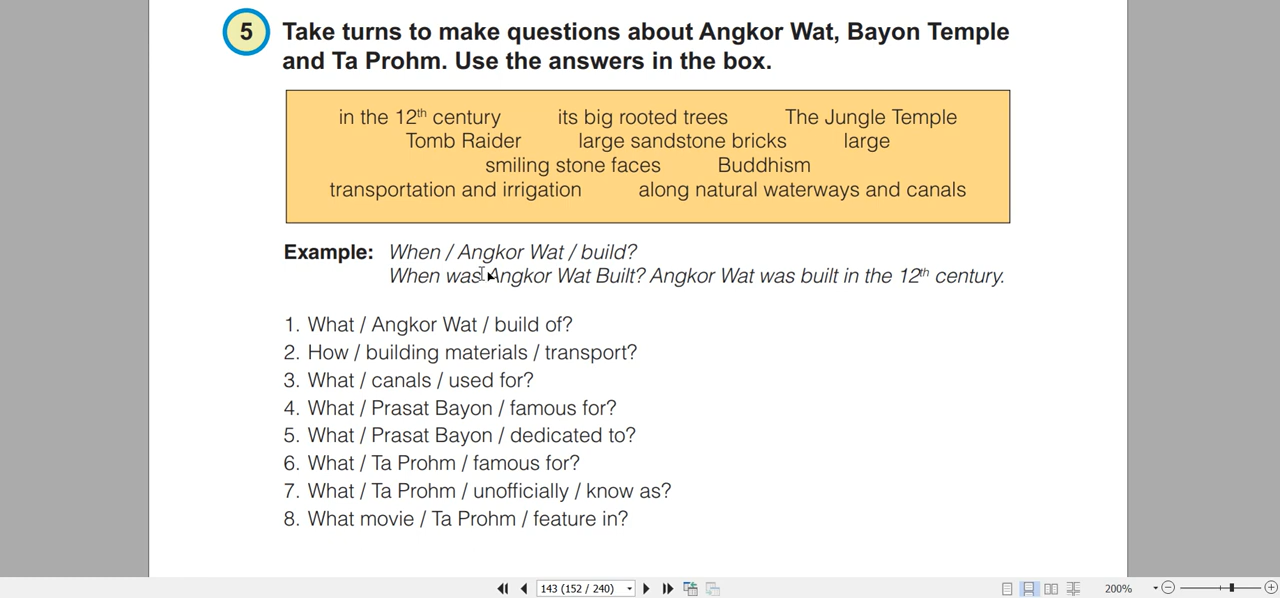 5 Take turns to make questions about Angkor Wat, Bayon Temple
and Ta Prohm. Use the answers in the box.
in the 12th century its big rooted trees The Jungle Temple
Tomb Raider large sandstone bricks large
smiling stone faces Buddhism
transportation and irrigation along natural waterways and canals
Example: When / Angkor Wat / build?
When was Angkor Wat Built? Angkor Wat was built in the 12th century.
1. What / Angkor Wat / build of?
2. How / building materials / transport?
3. What / canals / used for?
4. What / Prasat Bayon / famous for?
5. What / Prasat Bayon / dedicated to?
6. What / Ta Prohm / famous for?
7. What / Ta Prohm / unofficially / know as?
8. What movie / Ta Prohm / feature in?
143 (152 / 240) 200%